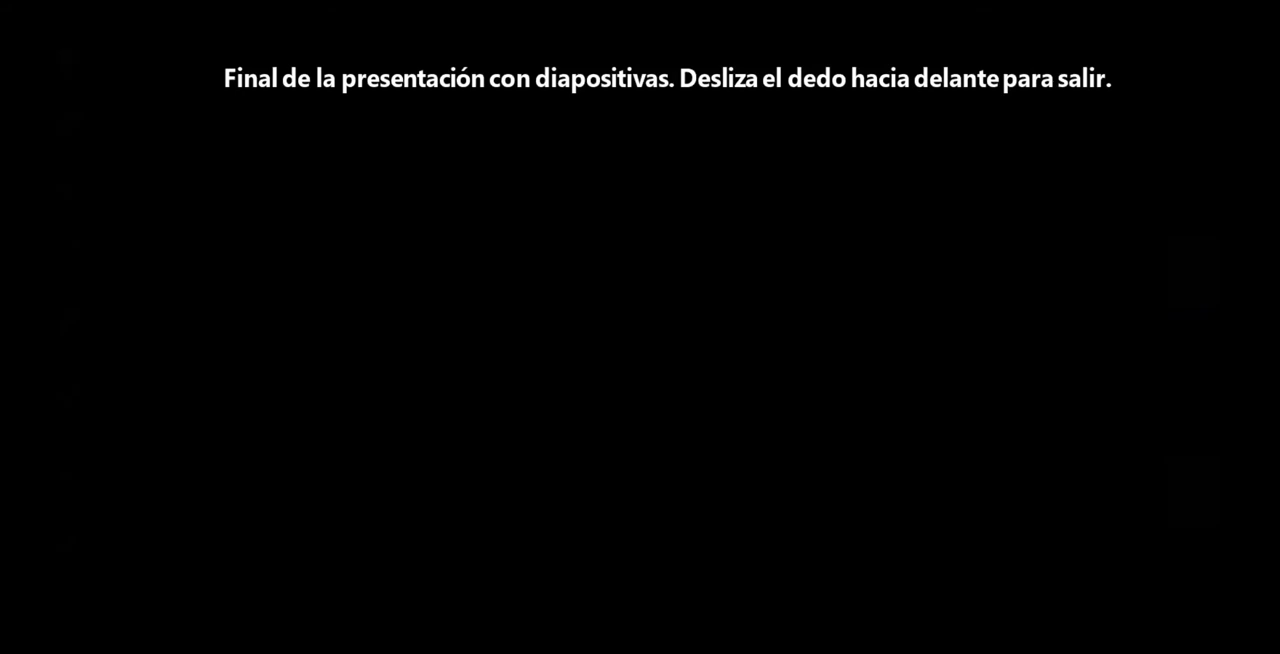 Final de la presentación con diapositivas. Desliza el dedo hacia delante para salir.